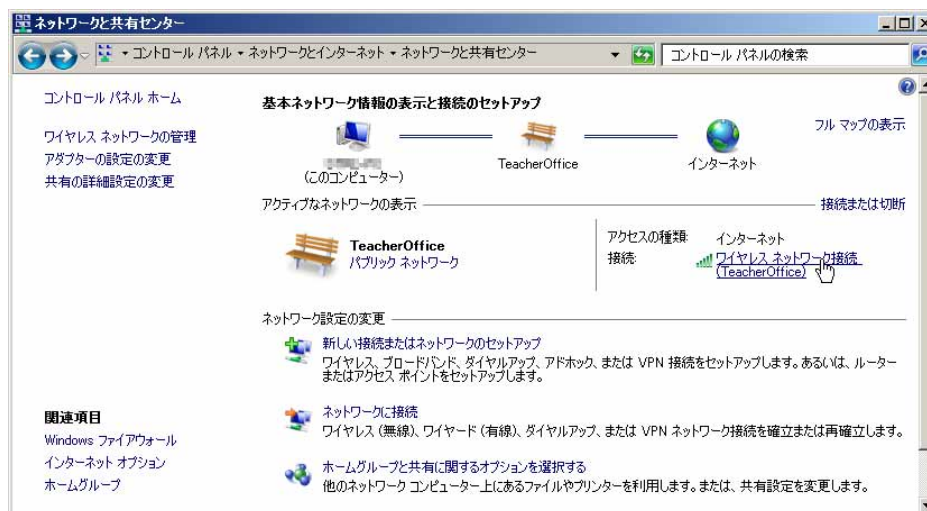 ネットワークと共有センター
コントロール パネル ネットワークとインターネット ネットワークと共有センター
コントロール パネルの検索
コントロール パネル ホーム
ワイヤレス ネットワークの管理
アダプターの設定の変更
共有の詳細設定の変更
関連項目
Windows ファイアウォール
インターネット オプション
ホームグループ
基本ネットワーク情報の表示と接続のセットアップ
フル マップの表示
(このコンピューター)
TeacherOffice
インターネット
アクティブなネットワークの表示
接続または切断
TeacherOffice
パブリック ネットワーク
アクセスの種類: インターネット
接続: ワイヤレス ネットワーク接続
(TeacherOffice)
ネットワーク設定の変更
新しい接続またはネットワークのセットアップ
ワイヤレス、ブロードバンド、ダイヤルアップ、アドホック、または VPN 接続をセットアップします。あるいは、ルーター
またはアクセス ポイントをセットアップします。
ネットワークに接続
ワイヤレス (無線)、ワイヤード (有線)、ダイヤルアップ、または VPN ネットワーク接続を確立または再確立します。
ホームグループと共有に関するオプションを選択する
他のネットワーク コンピューター上にあるファイルやプリンターを利用します。または、共有設定を変更します。